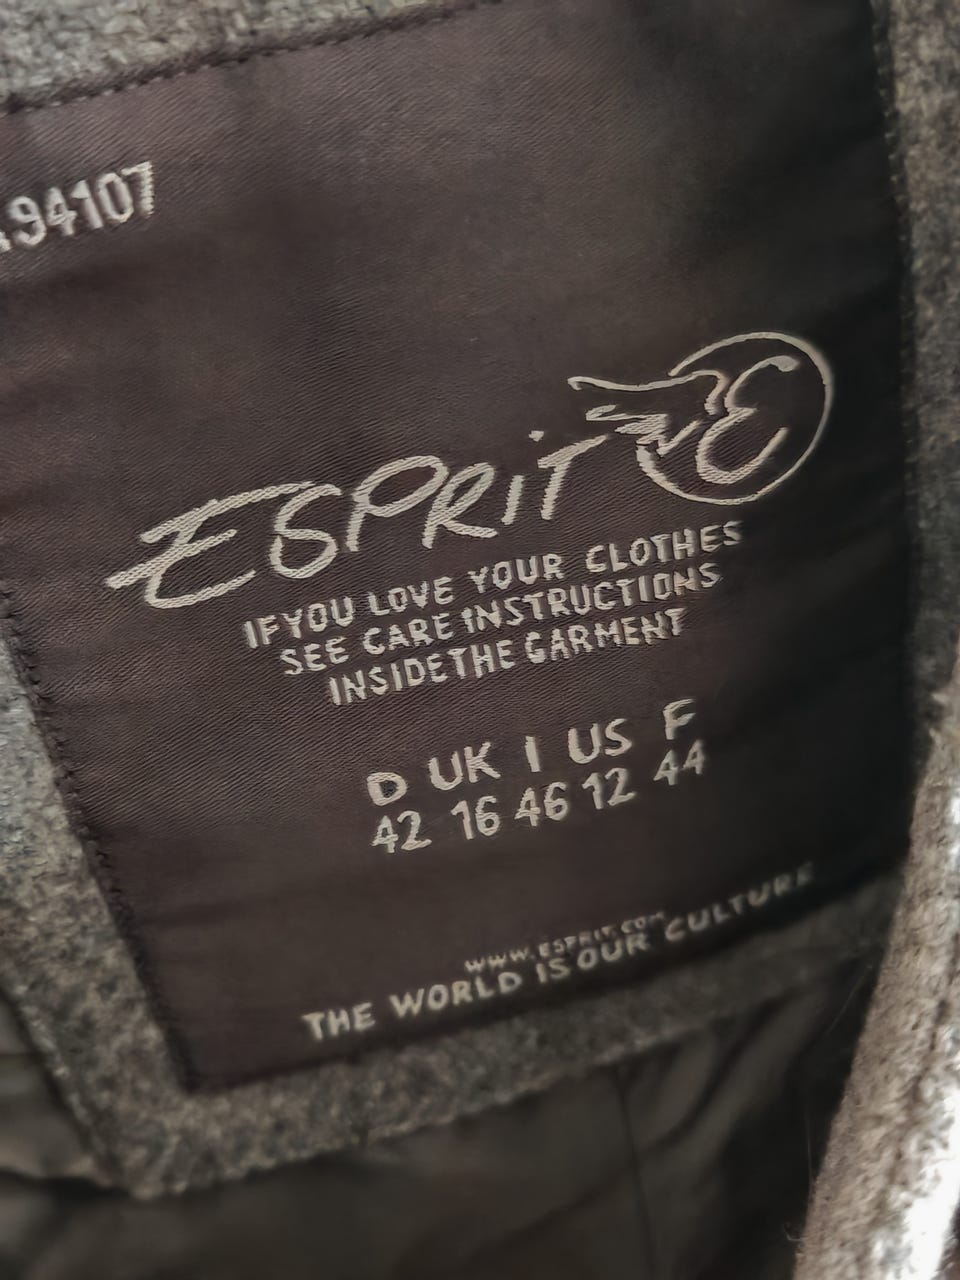 94107
ESPRIT E
IF YOU LOVE YOUR CLOTHES
SEE CARE INSTRUCTIONS
INSIDE THE GARMENT
D UK I US F
42 16 46 12 44
WWW.ESPRIT.COM
THE WORLD IS OUR CULTURE